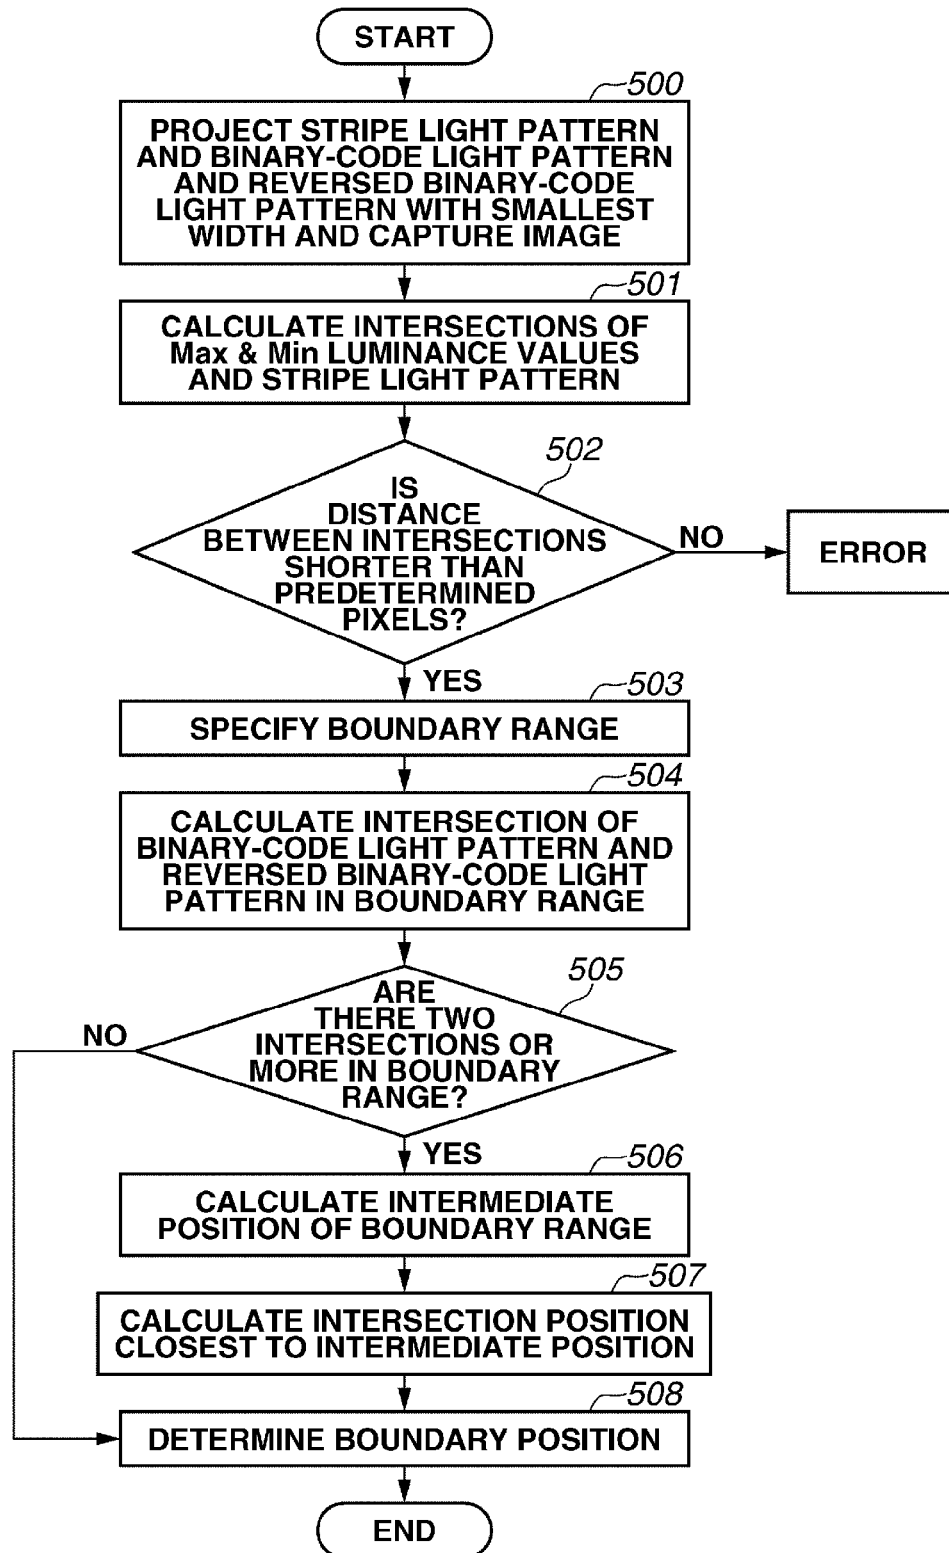 START
500
PROJECT STRIPE LIGHT PATTERN
AND BINARY-CODE LIGHT PATTERN
AND REVERSED BINARY-CODE
LIGHT PATTERN WITH SMALLEST
WIDTH AND CAPTURE IMAGE
501
CALCULATE INTERSECTIONS OF
Max & Min LUMINANCE VALUES
AND STRIPE LIGHT PATTERN
502
IS
DISTANCE
BETWEEN INTERSECTIONS
SHORTER THAN
PREDETERMINED
PIXELS?
NO
ERROR
YES
503
SPECIFY BOUNDARY RANGE
504
CALCULATE INTERSECTION OF
BINARY-CODE LIGHT PATTERN AND
REVERSED BINARY-CODE LIGHT
PATTERN IN BOUNDARY RANGE
505
ARE
THERE TWO
INTERSECTIONS OR
MORE IN BOUNDARY
RANGE?
NO
YES
506
CALCULATE INTERMEDIATE
POSITION OF BOUNDARY RANGE
507
CALCULATE INTERSECTION POSITION
CLOSEST TO INTERMEDIATE POSITION
508
DETERMINE BOUNDARY POSITION
END